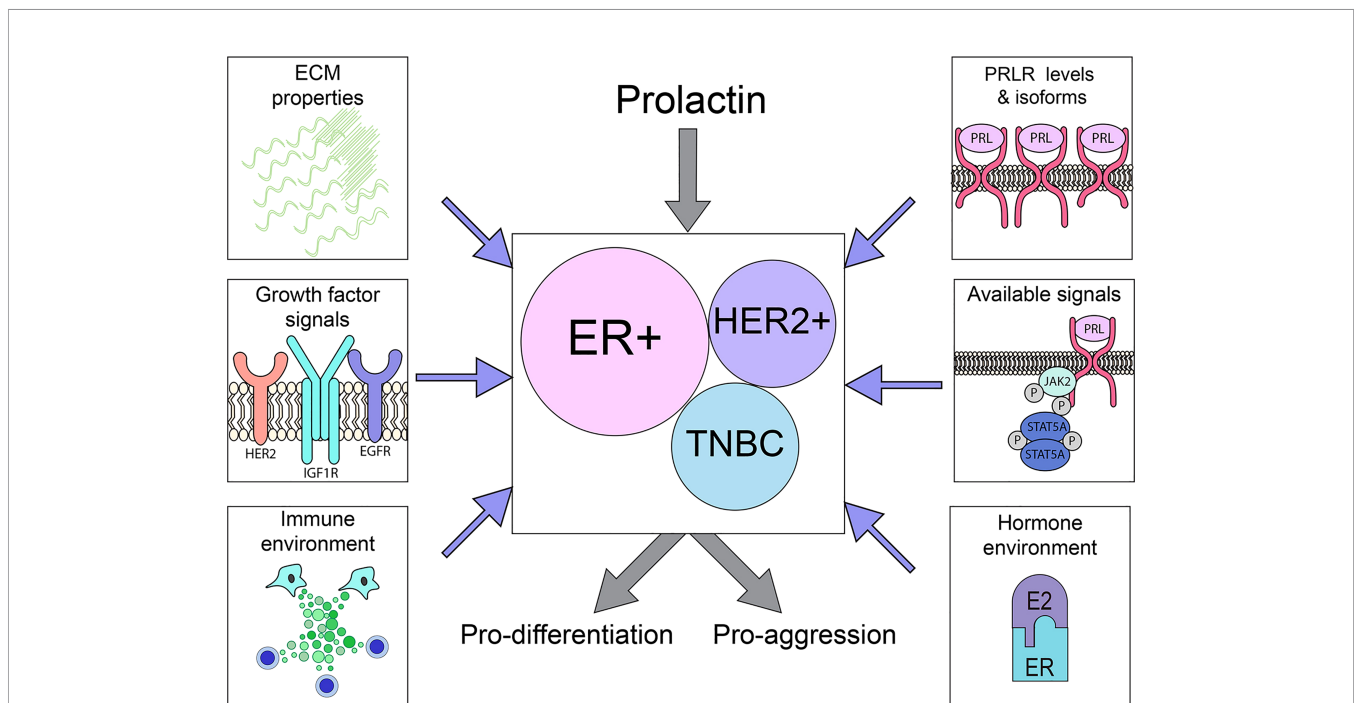 ECM
properties
Prolactin
PRLR levels
& isoforms
PRL
PRL
PRL
Growth factor
signals
HER2
IGF1R
EGFR
ER+
HER2+
TNBC
Available signals
PRL
JAK2
P
P
STAT5A
P
P
STAT5A
Immune
environment
Pro-differentiation
Pro-aggression
Hormone
environment
E2
ER